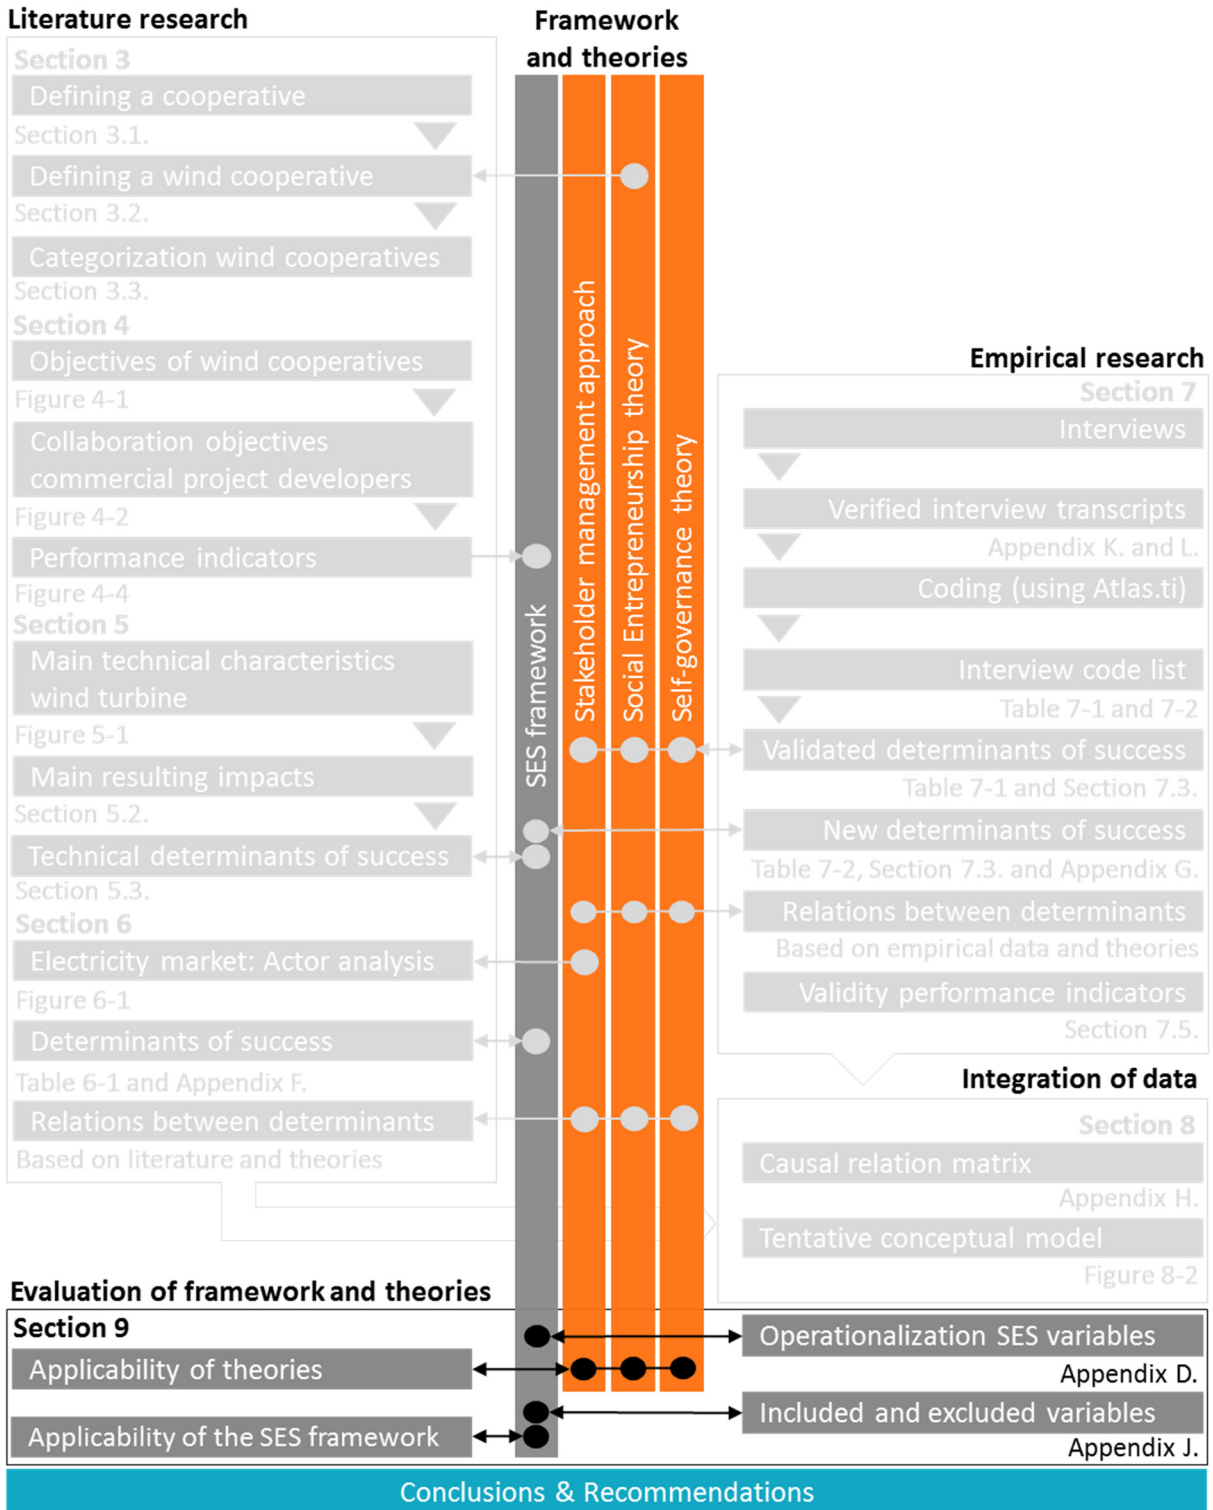 Literature research
Section 3
Defining a cooperative
Section 3.1.
Defining a wind cooperative
Section 3.2.
Categorization wind cooperatives
Section 3.3.
Section 4
Objectives of wind cooperatives
Figure 4-1
Collaboration objectives
commercial project developers
Figure 4-2
Performance indicators
Figure 4-4
Section 5
Main technical characteristics
wind turbine
Figure 5-1
Main resulting impacts
Section 5.2.
Technical determinants of success
Section 5.3.
Section 6
Electricity market: Actor analysis
Figure 6-1
Determinants of success
Table 6-1 and Appendix F.
Relations between determinants
Based on literature and theories
Framework
and theories
SES framework
Stakeholder management approach
Social Entrepreneurship theory
Self-governance theory
Empirical research
Section 7
Interviews
Verified interview transcripts
Appendix K. and L.
Coding (using Atlas.ti)
Interview code list
Table 7-1 and 7-2
Validated determinants of success
Table 7-1 and Section 7.3.
New determinants of success
Table 7-2, Section 7.3. and Appendix G.
Relations between determinants
Based on empirical data and theories
Validity performance indicators
Section 7.5.
Integration of data
Section 8
Causal relation matrix
Appendix H.
Tentative conceptual model
Figure 8-2
Evaluation of framework and theories
Section 9
Operationalization SES variables
Applicability of theories
Appendix D.
Included and excluded variables
Applicability of the SES framework
Appendix J.
Conclusions & Recommendations